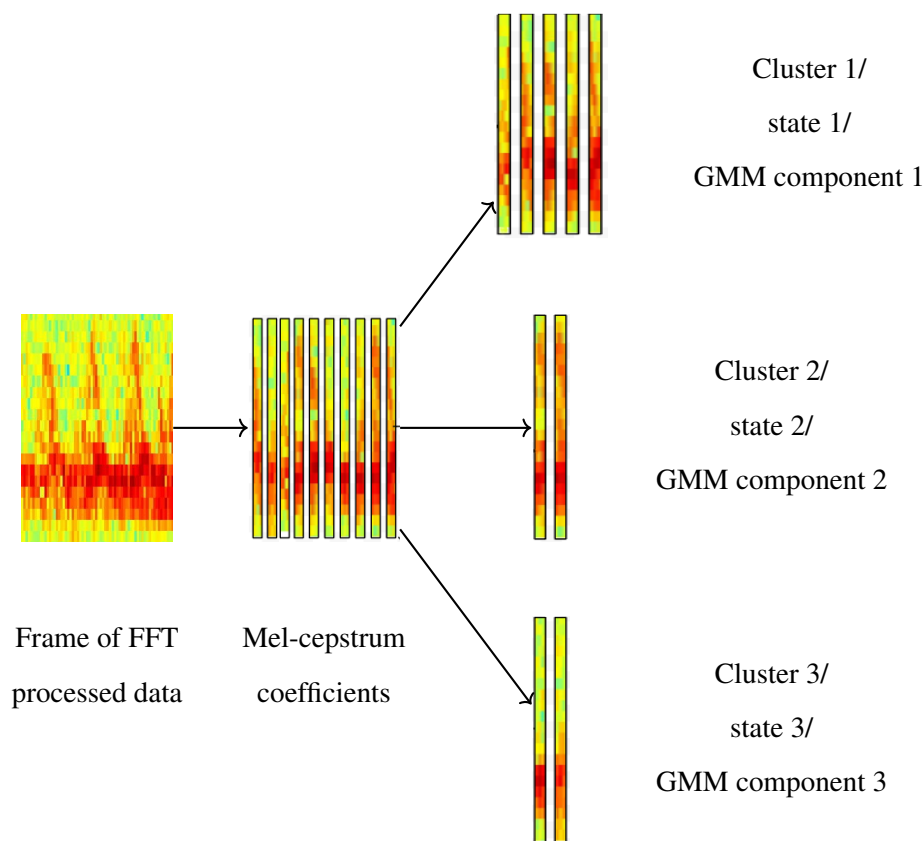 Cluster 1/
state 1/
GMM component 1
Cluster 2/
state 2/
GMM component 2
Frame of FFT
processed data
Mel-cepstrum
coefficients
Cluster 3/
state 3/
GMM component 3